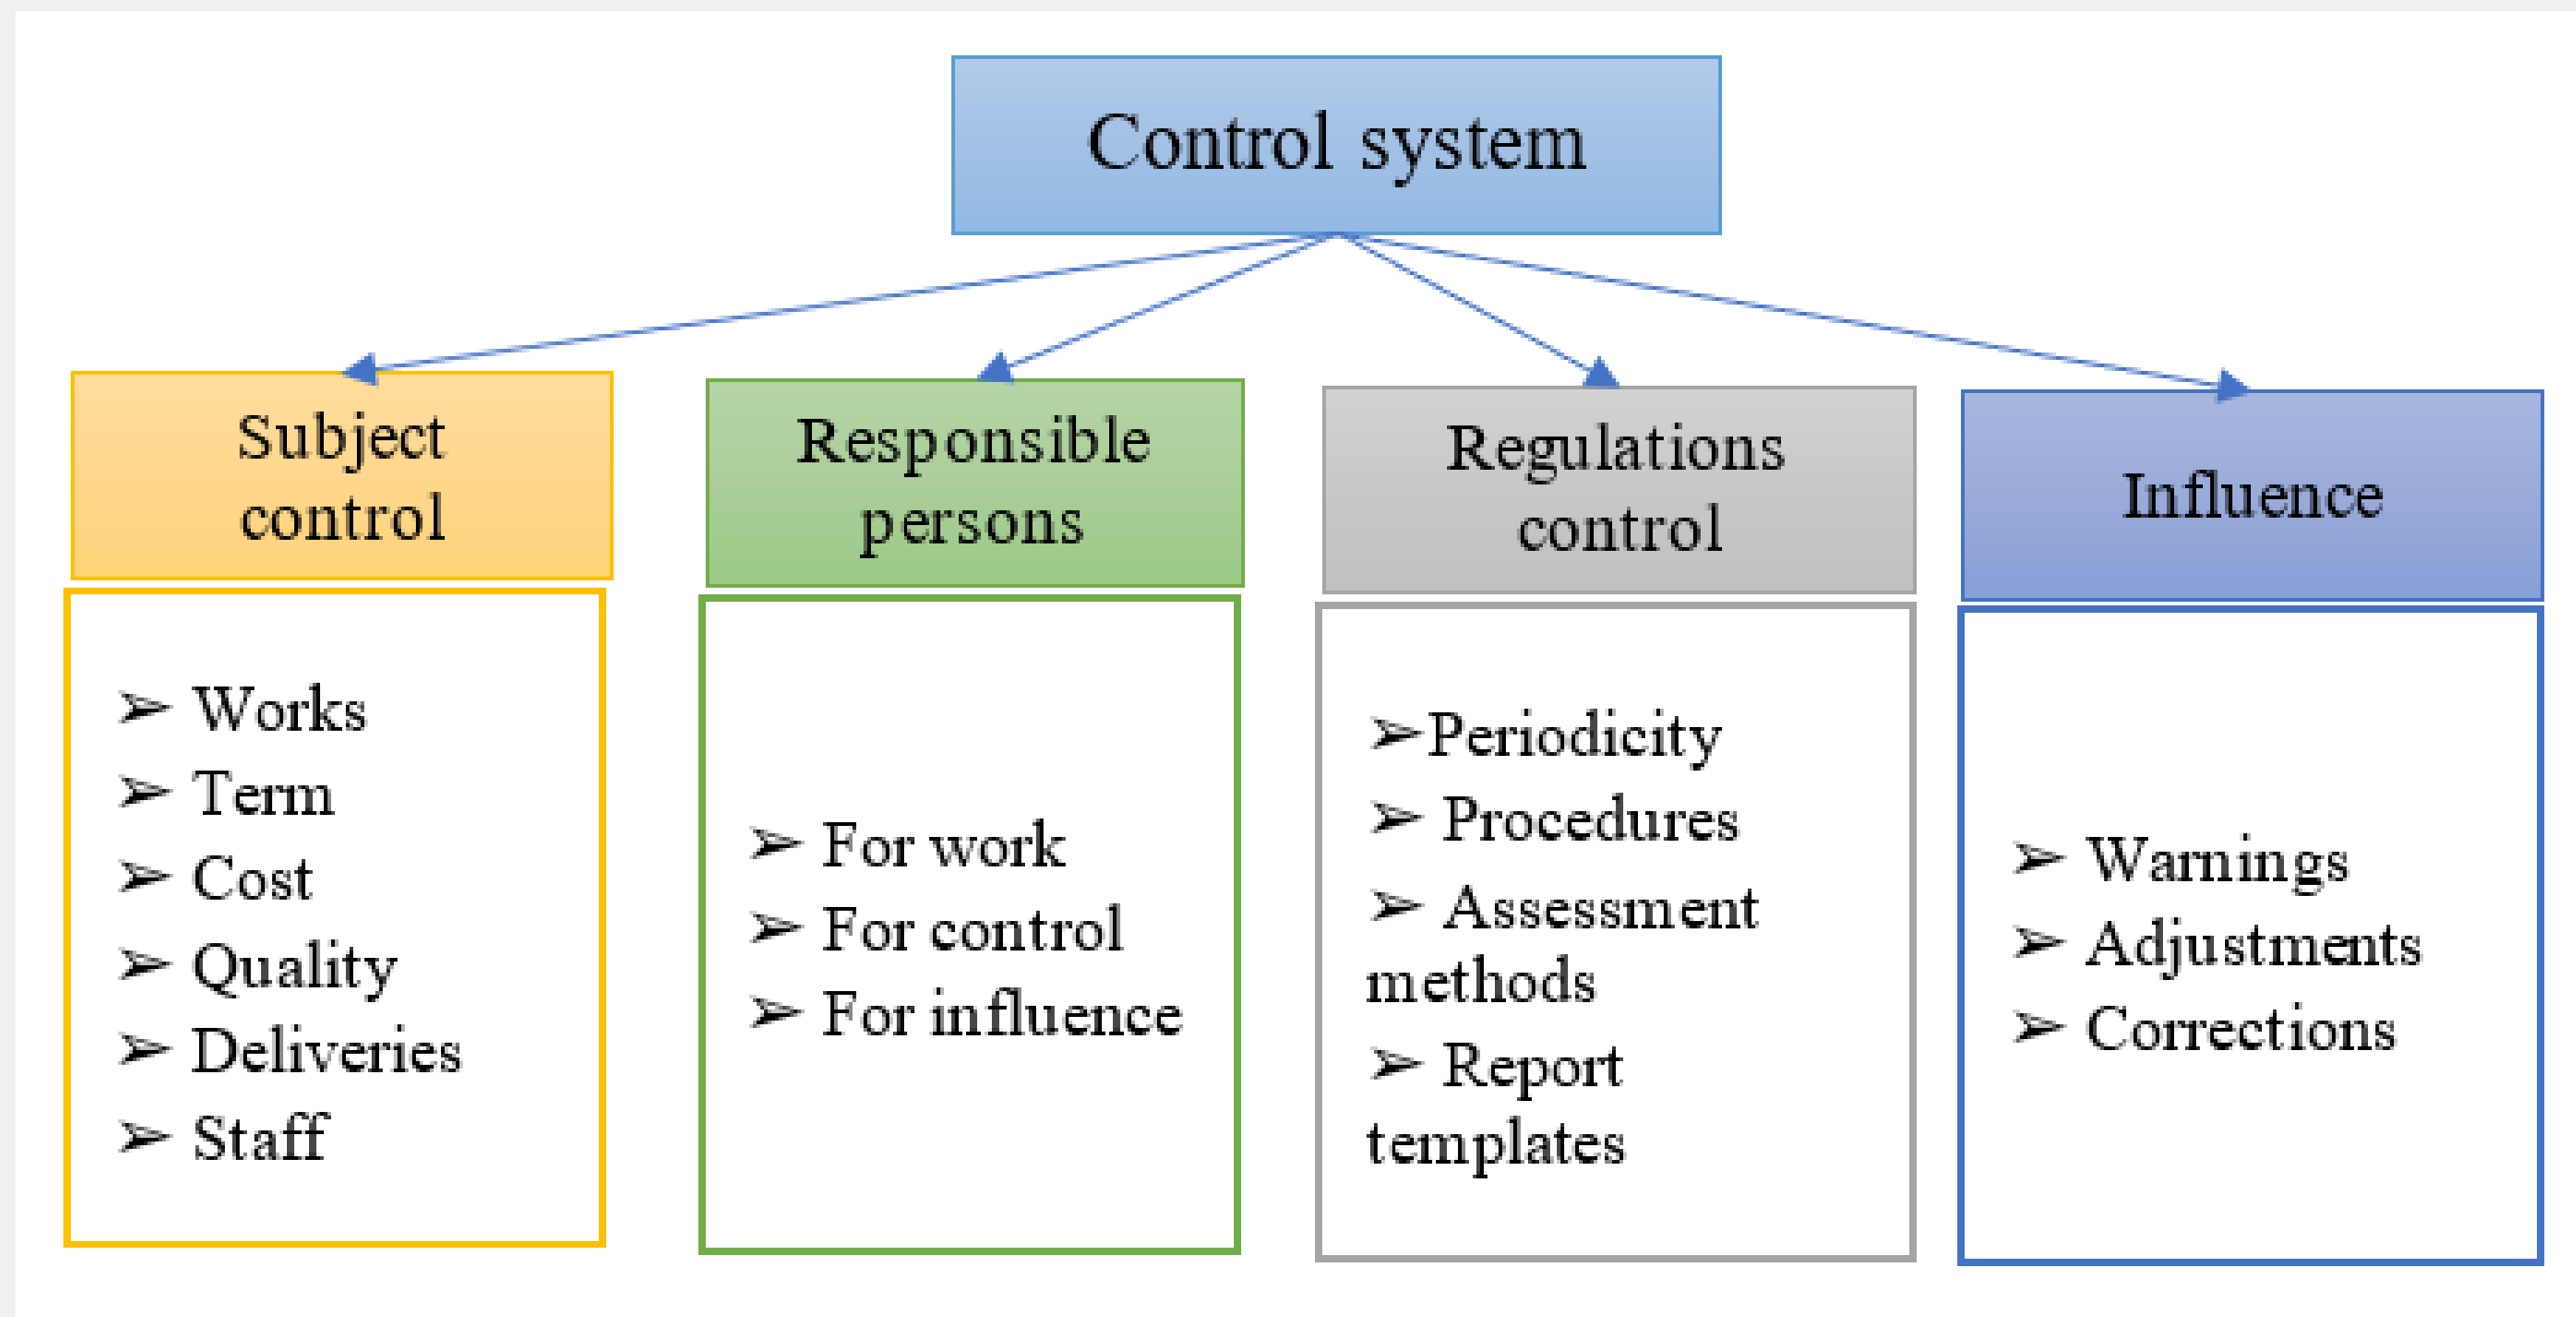 Control system
Subject
control
➢ Works
➢ Term
➢ Cost
➢ Quality
➢ Deliveries
➢ Staff
Responsible
persons
➢ For work
➢ For control
➢ For influence
Regulations
control
➢Periodicity
➢ Procedures
➢ Assessment
methods
➢ Report
templates
Influence
➢ Warnings
➢ Adjustments
➢ Corrections